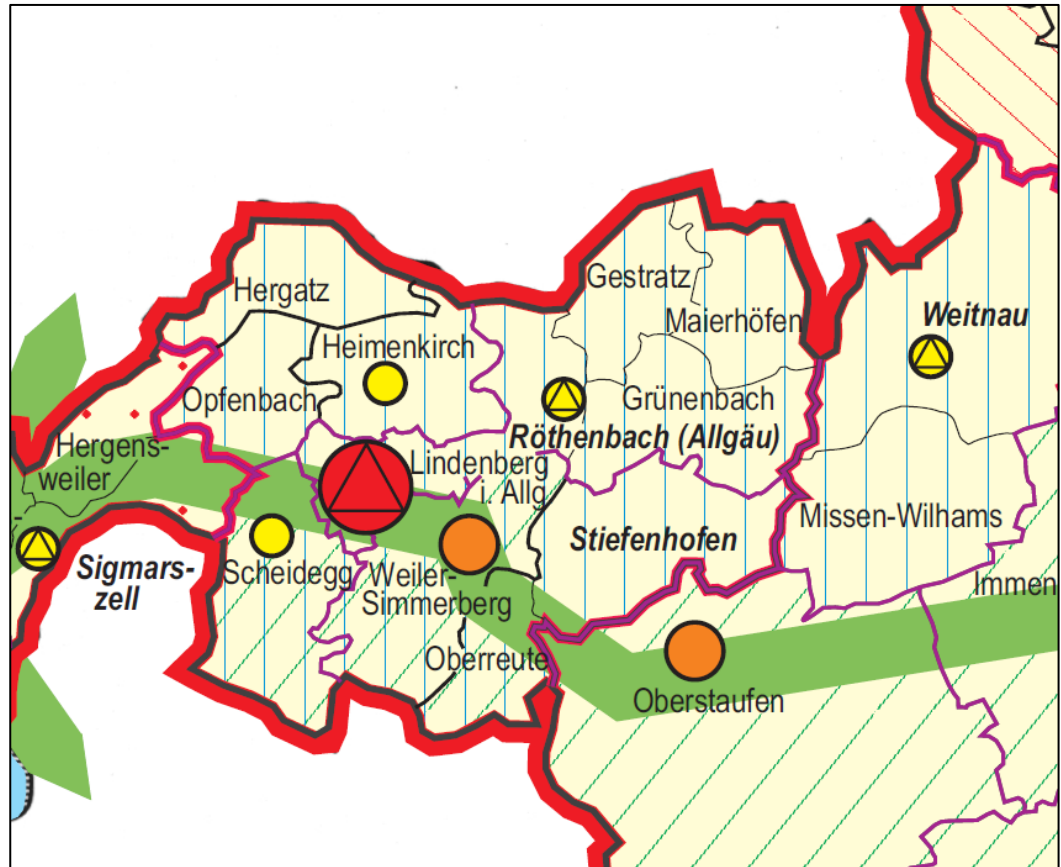 Hergatz
Gestratz
Maierhöfen
Weitnau
Heimenkirch
Opfenbach
Grünenbach
Röthenbach (Allgäu)
Hergens-
weiler
Lindenberg
i. Allg.
Stiefenhofen
Missen-Wilhams
Sigmars-
zell
Scheidegg
Weiler-
Simmerberg
Immen
Oberreute
Oberstaufen